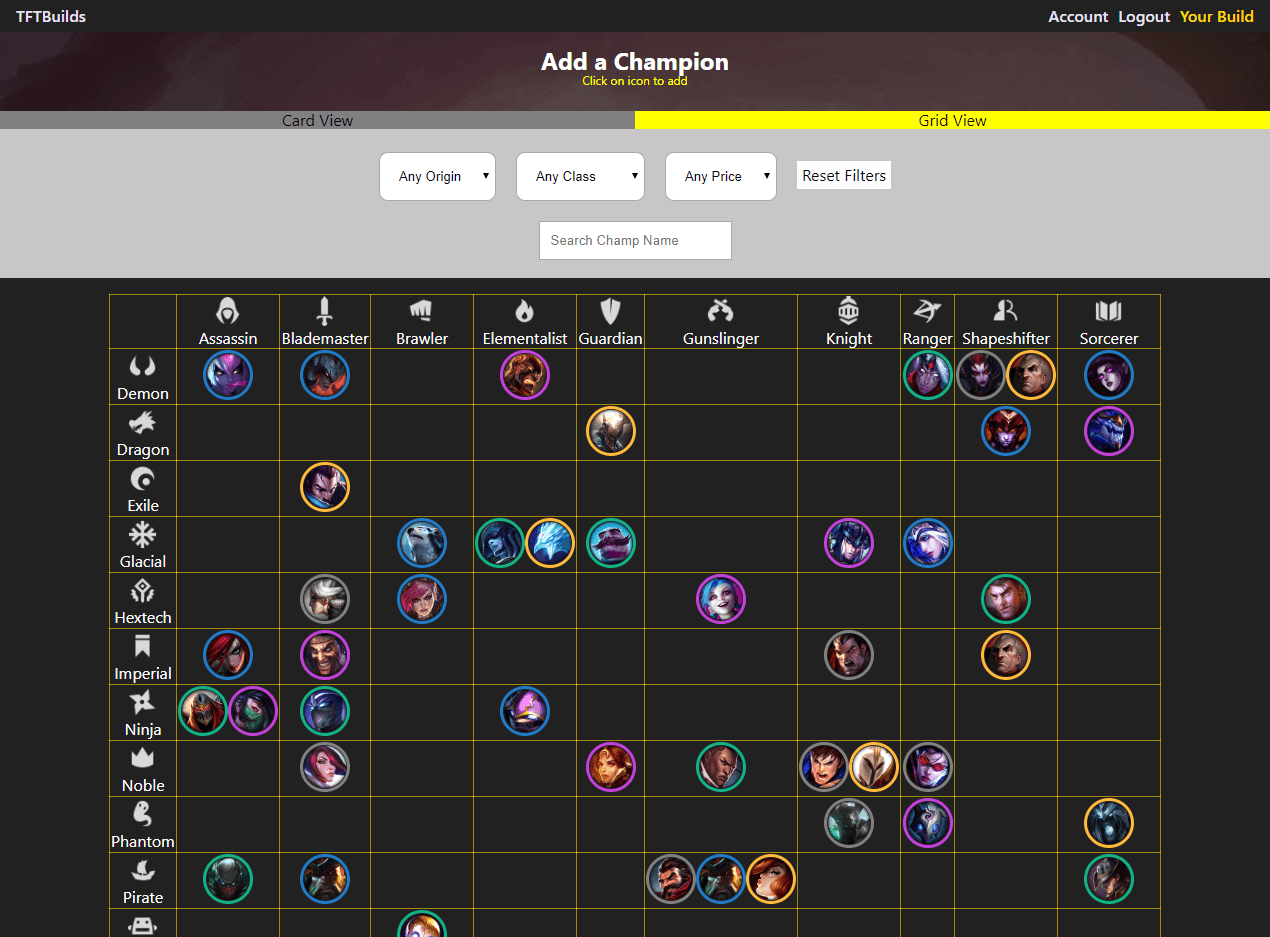 TFTBuilds Account Logout Your Build
Add a Champion
Click on icon to add
Card View Grid View
Any Origin Any Class Any Price Reset Filters
Search Champ Name
Assassin Blademaster Brawler Elementalist Guardian Gunslinger Knight Ranger Shapeshifter Sorcerer
Demon
Dragon
Exile
Glacial
Hextech
Imperial
Ninja
Noble
Phantom
Pirate